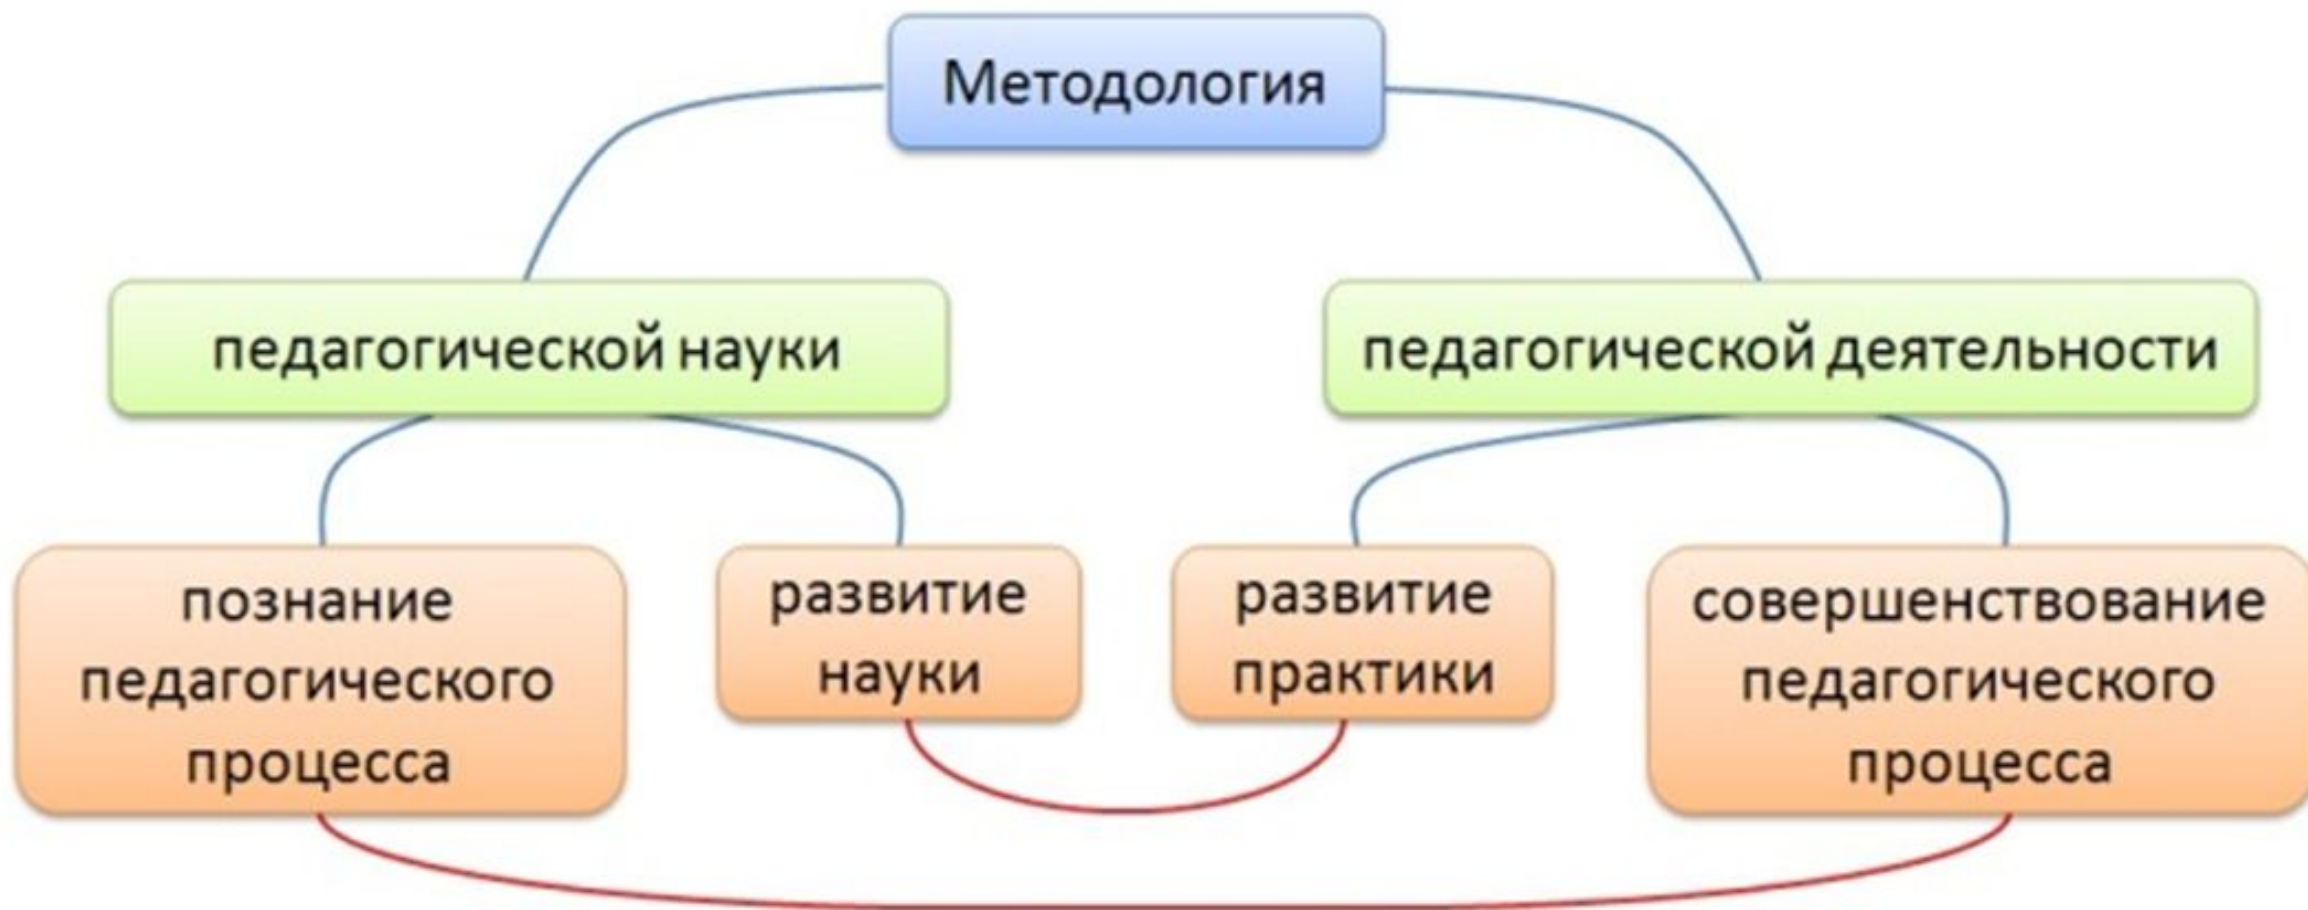 Методология
педагогической науки
педагогической деятельности
познание
педагогического
процесса
развитие
науки
развитие
практики
совершенствование
педагогического
процесса